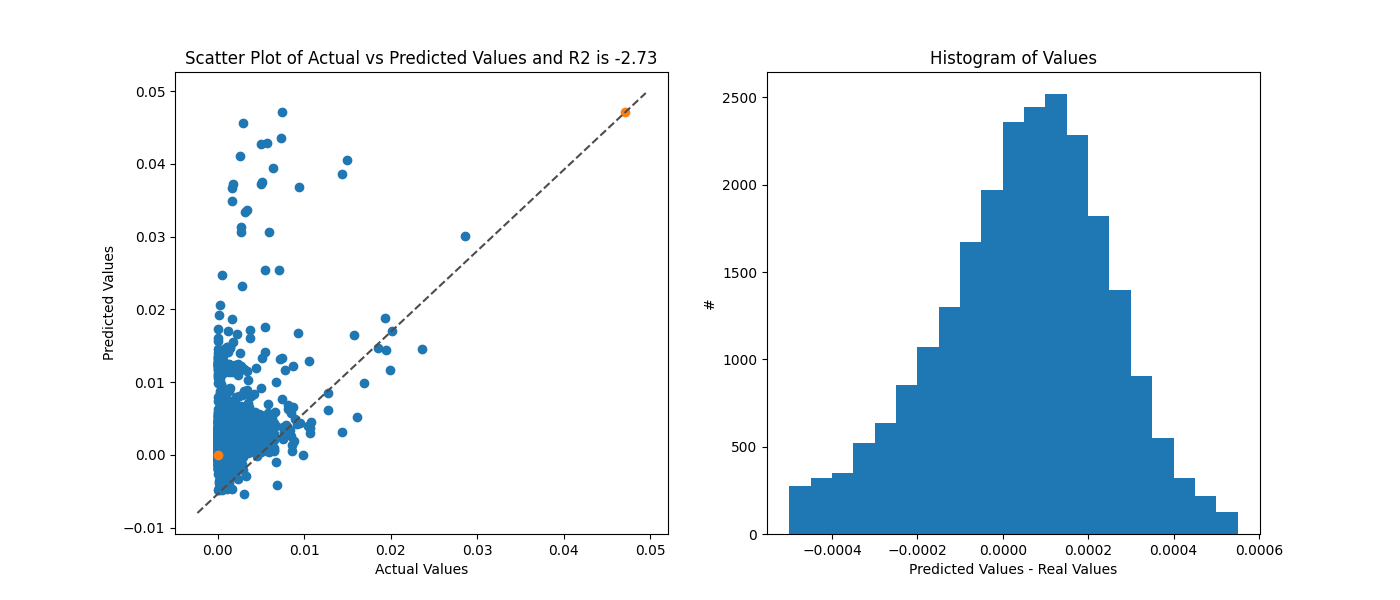 Scatter Plot of Actual vs Predicted Values and R2 is -2.73
0.05
0.04
0.03
0.02
0.01
0.00
−0.01
Predicted Values
0.00 0.01 0.02 0.03 0.04 0.05
Actual Values
Histogram of Values
2500
2000
1500
1000
500
0
#
−0.0004 −0.0002 0.0000 0.0002 0.0004 0.0006
Predicted Values - Real Values